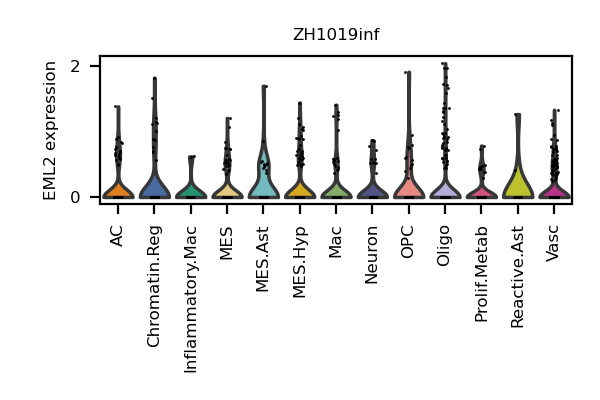 ZH1019inf
EML2 expression
2
0
AC
Chromatin.Reg
Inflammatory.Mac
MES
MES.Ast
MES.Hyp
Mac
Neuron
OPC
Oligo
Prolif.Metab
Reactive.Ast
Vasc